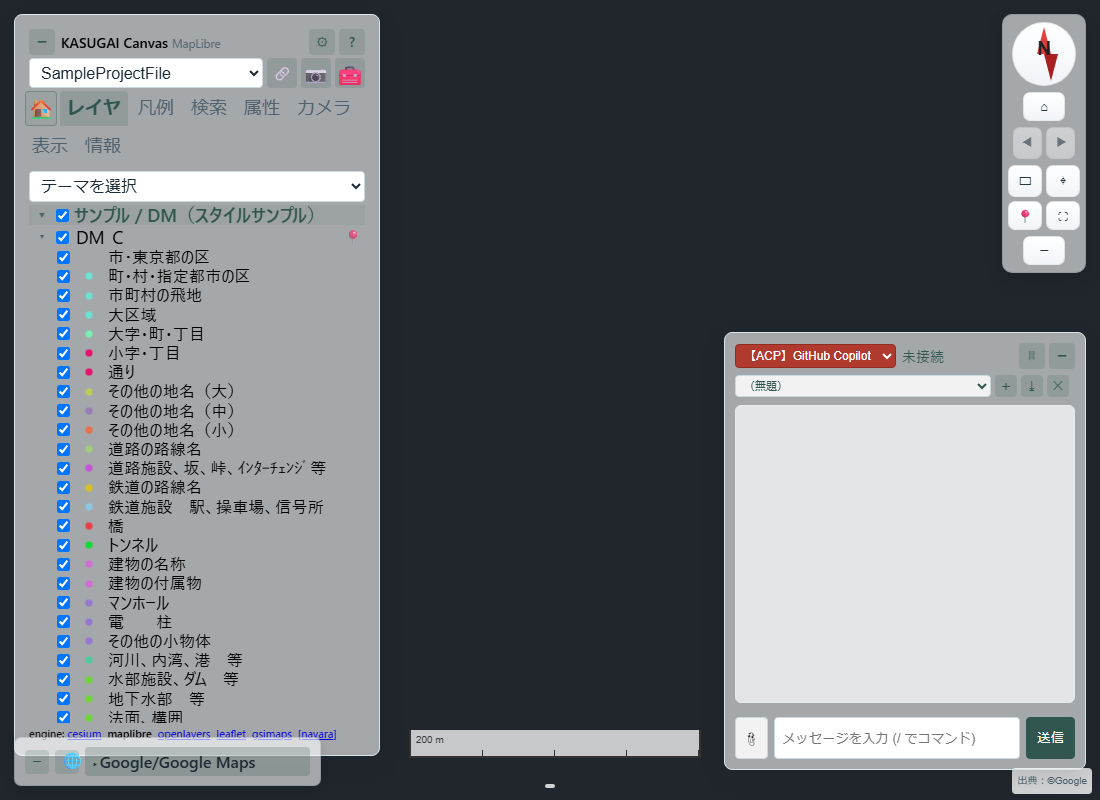 KASUGAI Canvas MapLibre
?
SampleProjectFile
レイヤ 凡例 検索 属性 カメラ
表示 情報
テーマを選択
サンプル / DM（スタイルサンプル）
DM C
市・東京都の区
町・村・指定都市の区
市町村の飛地
大区域
大字・町・丁目
小字・丁目
通り
その他の地名（大）
その他の地名（中）
その他の地名（小）
道路の路線名
道路施設、坂、峠、ｲﾝﾀｰﾁｪﾝｼﾞ 等
鉄道の路線名
鉄道施設　駅、操車場、信号所
橋
トンネル
建物の名称
建物の付属物
マンホール
電　　柱
その他の小物体
河川、内湾、港　等
水部施設、ダム　等
地下水部　等
法面、構囲
engine: cesium maplibre openlayers leaflet gsimaps [navara]
Google/Google Maps
200 m
N
【ACP】GitHub Copilot 未接続
（無題）
メッセージを入力 (/ でコマンド)
送信
出典：©Google